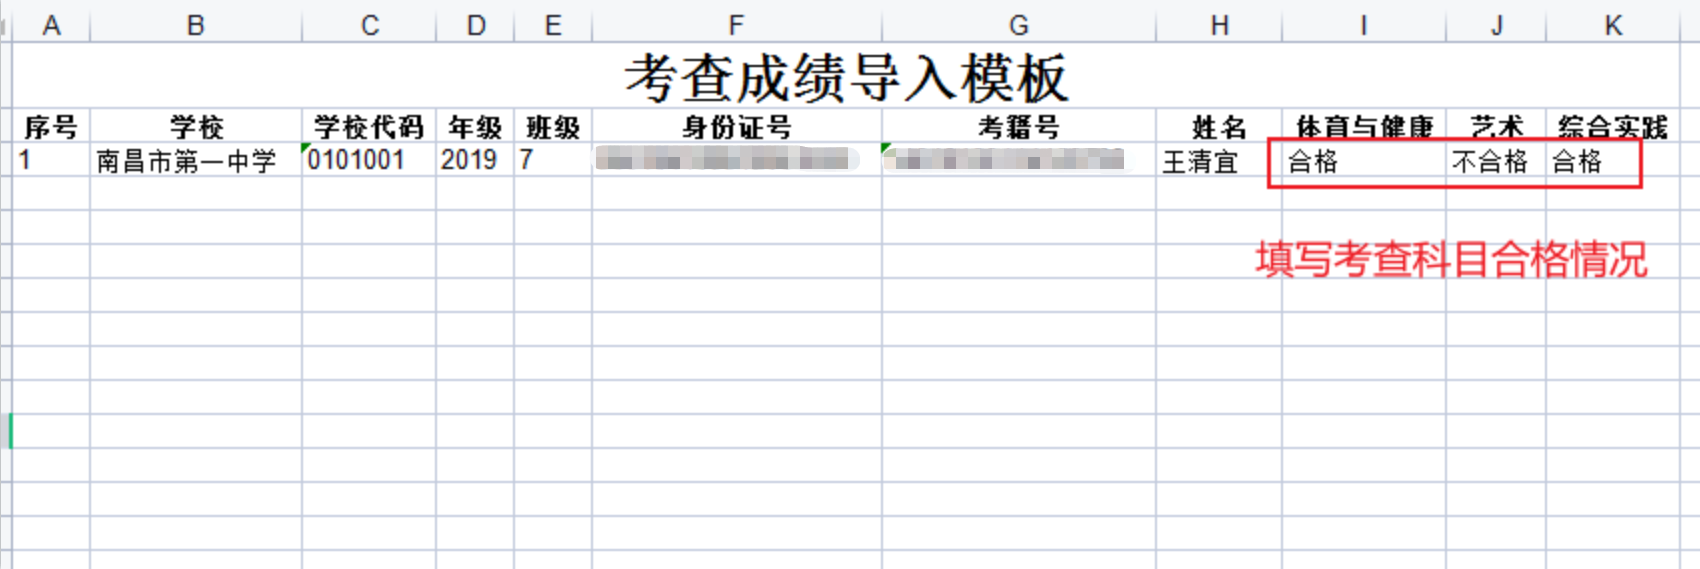 A B C D E F G H I J K
考查成绩导入模板
序号 学校 学校代码 年级 班级 身份证号 考籍号 姓名 体育与健康 艺术 综合实践
1 南昌市第一中学 0101001 2019 7 王清宜 合格 不合格 合格
填写考查科目合格情况